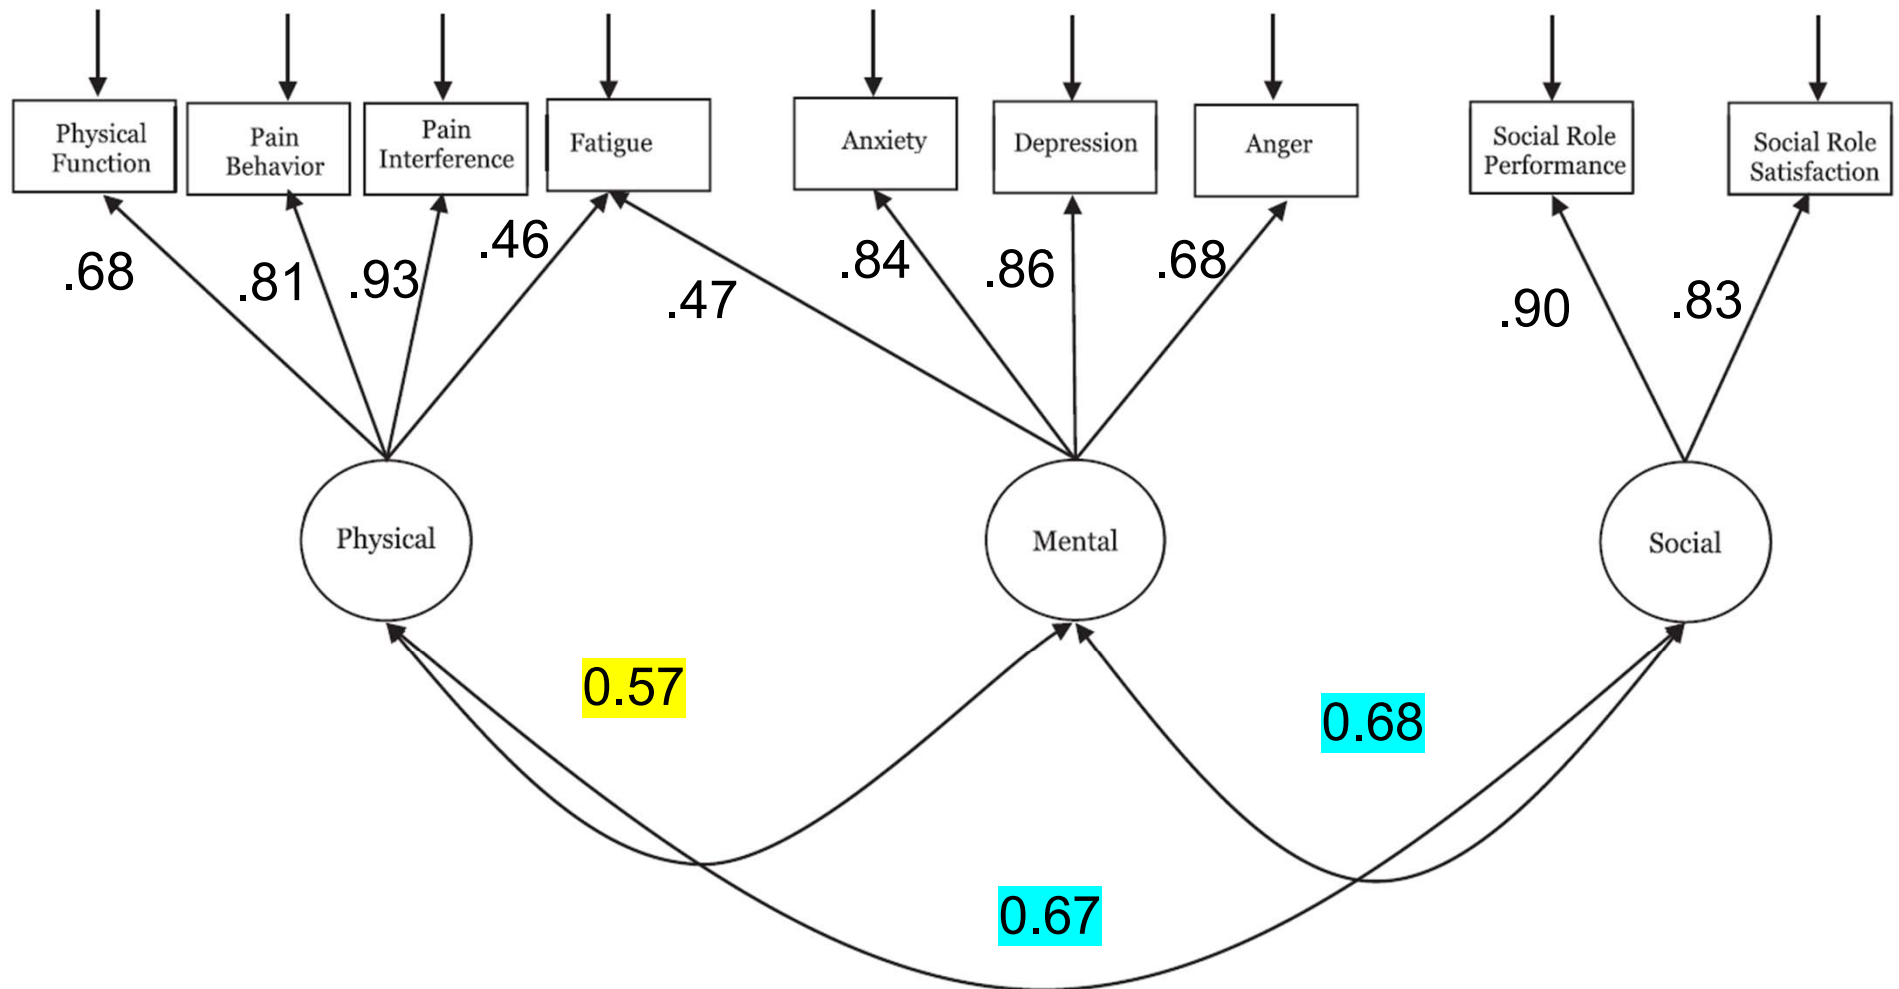 Physical
Function
Pain
Behavior
Pain
Interference
Fatigue
Anxiety
Depression
Anger
Social Role
Performance
Social Role
Satisfaction
.68
.81
.93
.46
.47
.84
.86
.68
.90
.83
Physical
Mental
Social
0.57
0.68
0.67